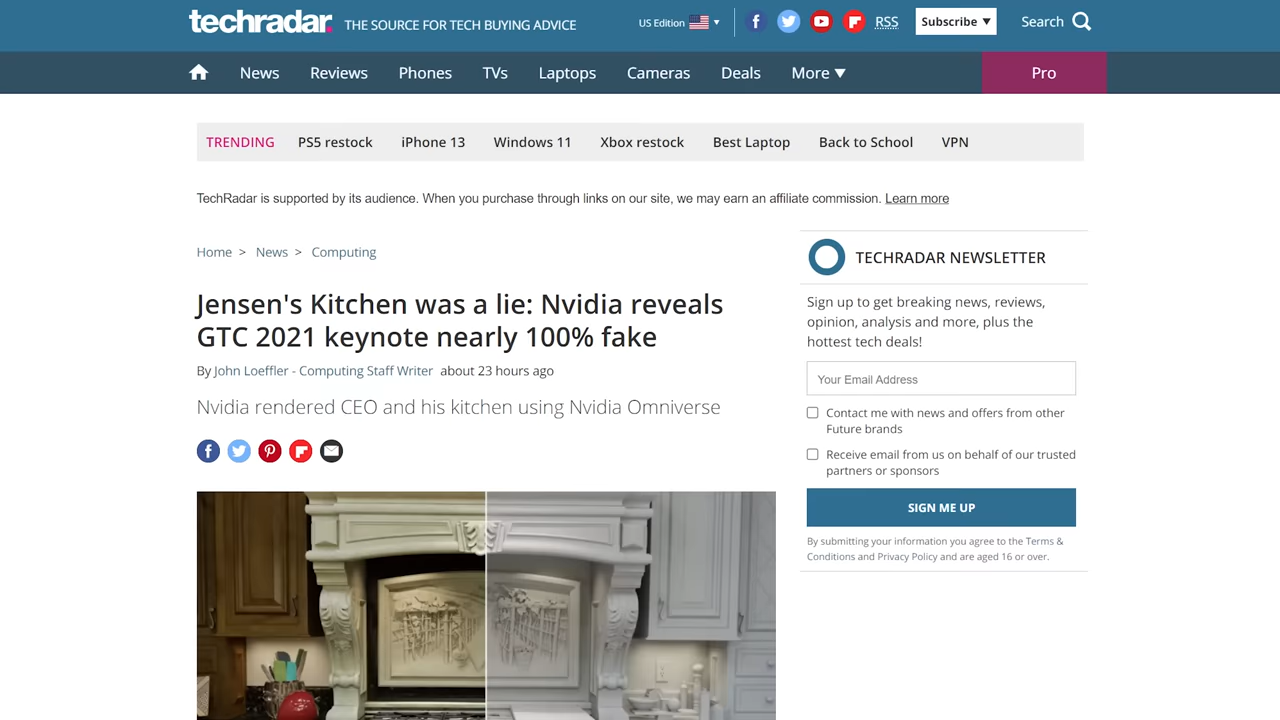 techradar. THE SOURCE FOR TECH BUYING ADVICE US Edition RSS Subscribe Search
News Reviews Phones TVs Laptops Cameras Deals More Pro
TRENDING PS5 restock iPhone 13 Windows 11 Xbox restock Best Laptop Back to School VPN
TechRadar is supported by its audience. When you purchase through links on our site, we may earn an affiliate commission. Learn more
Home > News > Computing
Jensen's Kitchen was a lie: Nvidia reveals
GTC 2021 keynote nearly 100% fake
By John Loeffler - Computing Staff Writer about 23 hours ago
Nvidia rendered CEO and his kitchen using Nvidia Omniverse
TECHRADAR NEWSLETTER
Sign up to get breaking news, reviews,
opinion, analysis and more, plus the
hottest tech deals!
Your Email Address
Contact me with news and offers from other
Future brands
Receive email from us on behalf of our trusted
partners or sponsors
SIGN ME UP
By submitting your information you agree to the Terms &
Conditions and Privacy Policy and are aged 16 or over.